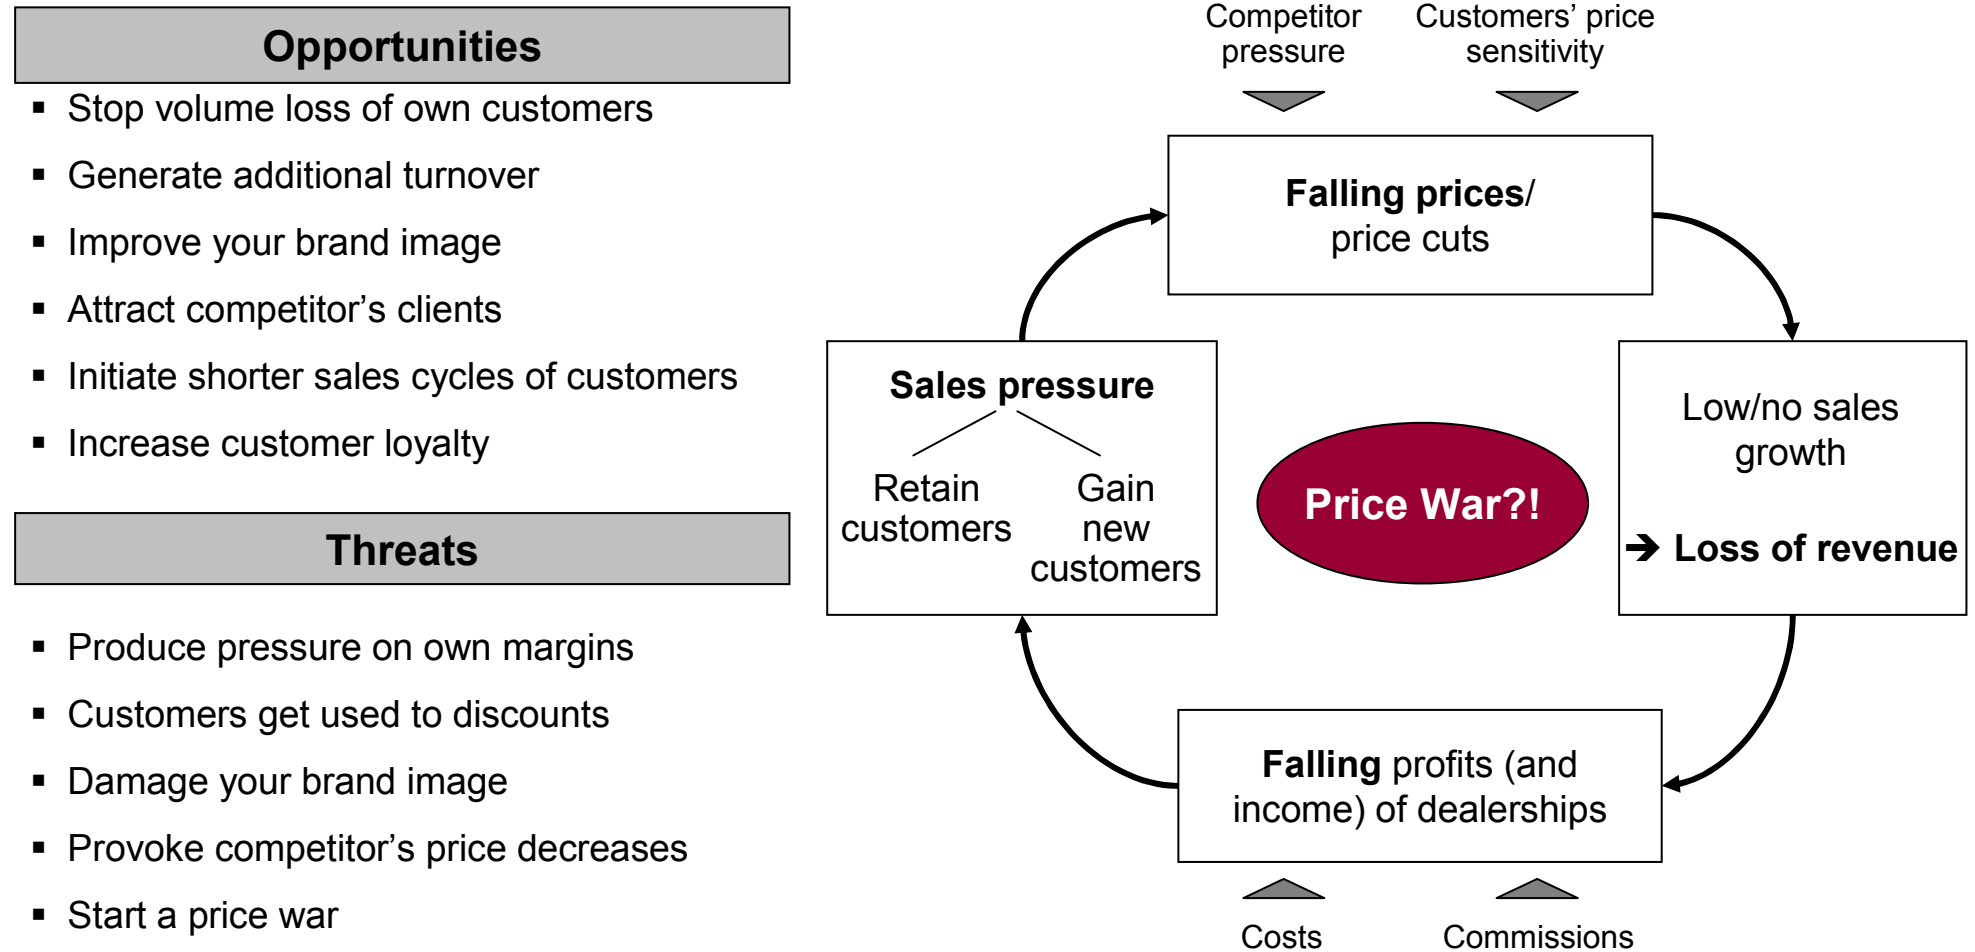 Opportunities
▪ Stop volume loss of own customers
▪ Generate additional turnover
▪ Improve your brand image
▪ Attract competitor’s clients
▪ Initiate shorter sales cycles of customers
▪ Increase customer loyalty
Threats
▪ Produce pressure on own margins
▪ Customers get used to discounts
▪ Damage your brand image
▪ Provoke competitor’s price decreases
▪ Start a price war
Competitor
pressure
Customers’ price
sensitivity
Falling prices/
price cuts
Sales pressure
Retain
customers
Gain
new
customers
Price War?!
Low/no sales
growth
➔ Loss of revenue
Falling profits (and
income) of dealerships
Costs
Commissions